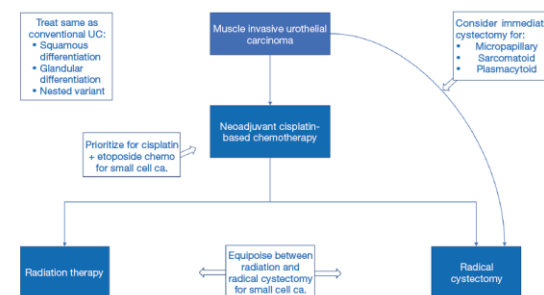 Treat same as
conventional UC:
• Squamous
differentiation
• Glandular
differentiation
• Nested variant
Muscle invasive urothelial
carcinoma
Consider immediat
cystectomy for:
• Micropapillary
• Sarcomatoid
• Plasmacytoid
Neoadjuvant cisplatin-
based chemotherapy
Prioritize for cisplatin
+ etoposide chemo
for small cell ca.
Radiation therapy
Equipoise between
radiation and
radical cystectomy
for small cell ca.
Radical
cystectomy